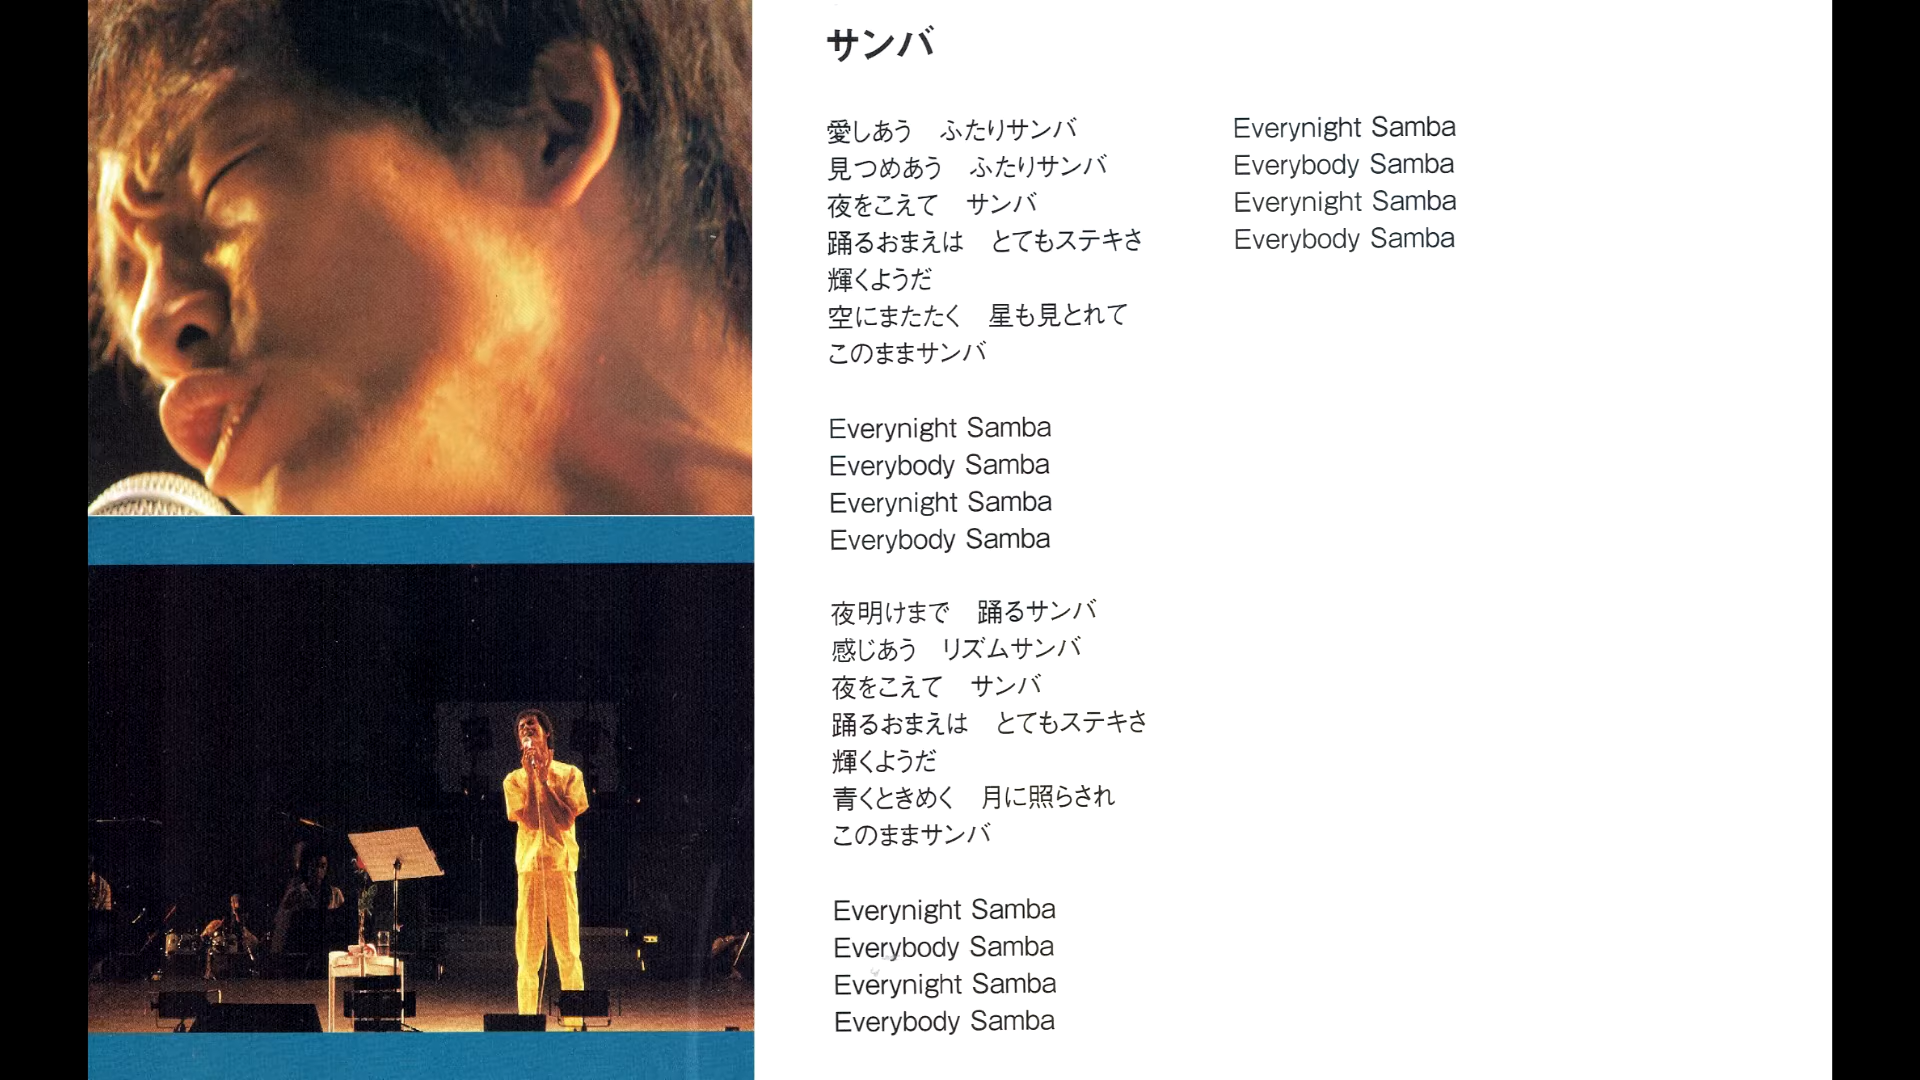 サンバ
愛しあう　ふたりサンバ
見つめあう　ふたりサンバ
夜をこえて　サンバ
踊るおまえは　とてもステキさ
輝くようだ
空にまたたく　星も見とれて
このままサンバ
Everynight Samba
Everybody Samba
Everynight Samba
Everybody Samba
夜明けまで　踊るサンバ
感じあう　リズムサンバ
夜をこえて　サンバ
踊るおまえは　とてもステキさ
輝くようだ
青くときめく　月に照らされ
このままサンバ
Everynight Samba
Everybody Samba
Everynight Samba
Everybody Samba
Everynight Samba
Everybody Samba
Everynight Samba
Everybody Samba